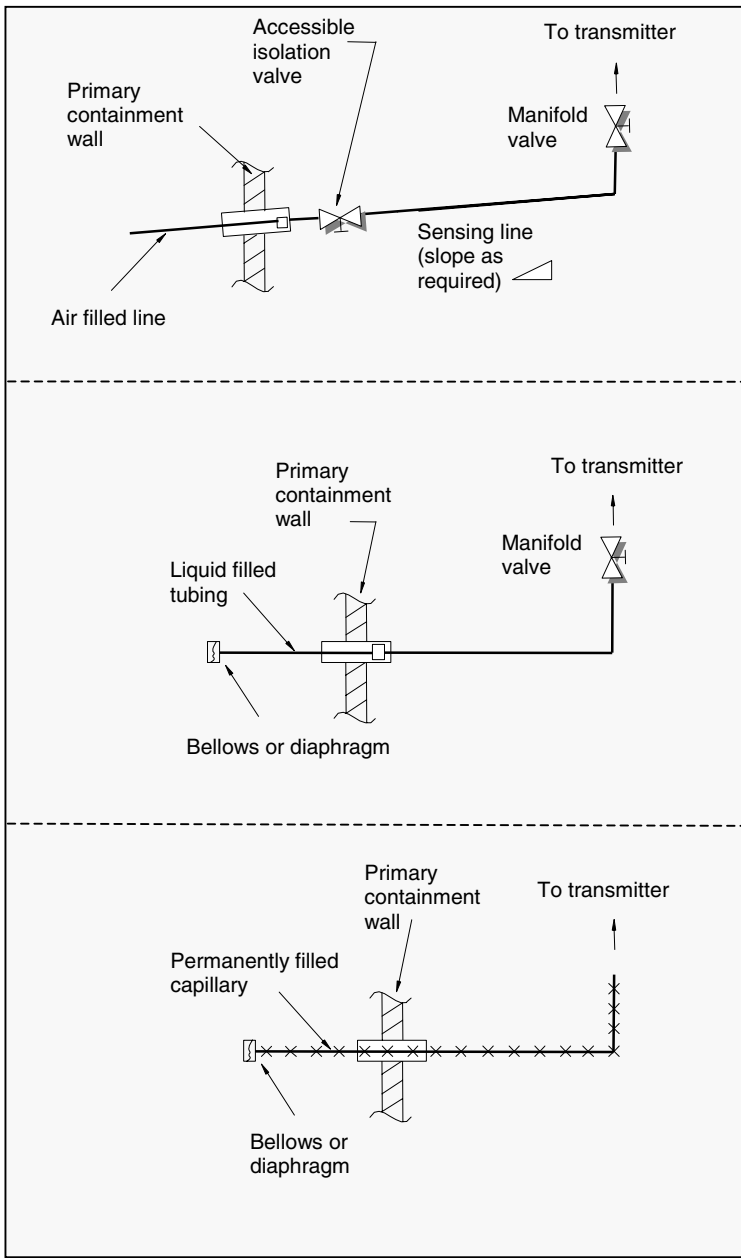 Accessible
isolation
valve
To transmitter
Primary
containment
wall
Manifold
valve
Sensing line
(slope as
required)
Air filled line
Primary
containment
wall
To transmitter
Manifold
valve
Liquid filled
tubing
Bellows or diaphragm
Primary
containment
wall
To transmitter
Permanently filled
capillary
Bellows or
diaphragm